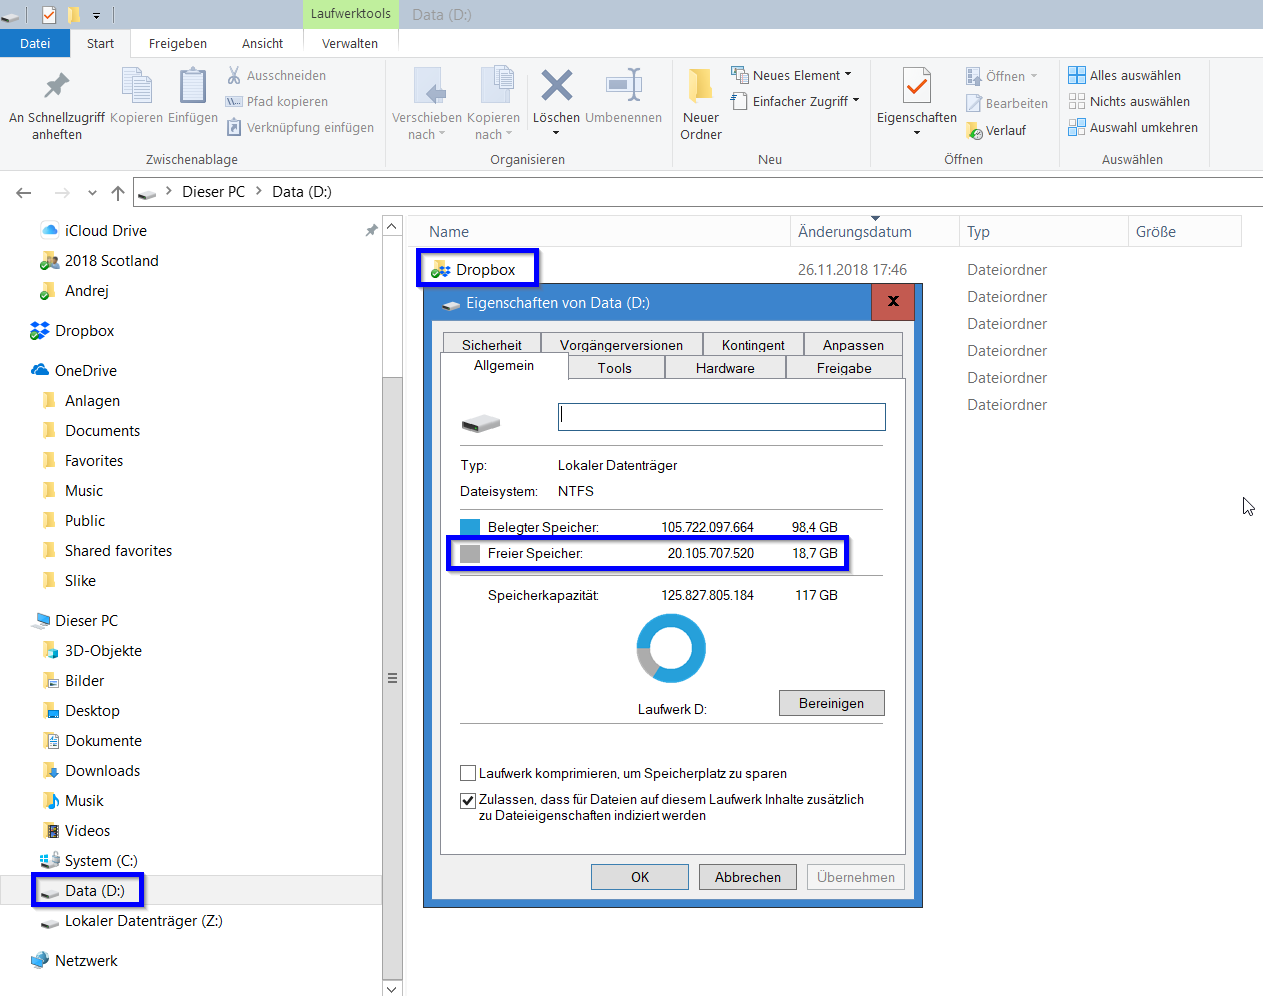 Laufwerktools
Data (D:)
Datei
Start
Freigeben
Ansicht
Verwalten
An Schnellzugriff
anheften
Kopieren
Einfügen
Ausschneiden
Pfad kopieren
Verknüpfung einfügen
Zwischenablage
Verschieben
nach
Kopieren
nach
Löschen
Umbenennen
Organisieren
Neuer
Ordner
Neues Element
Einfacher Zugriff
Neu
Eigenschaften
Öffnen
Bearbeiten
Verlauf
Öffnen
Alles auswählen
Nichts auswählen
Auswahl umkehren
Auswählen
Dieser PC > Data (D:)
iCloud Drive
2018 Scotland
Andrej
Dropbox
OneDrive
Anlagen
Documents
Favorites
Music
Public
Shared favorites
Slike
Dieser PC
3D-Objekte
Bilder
Desktop
Dokumente
Downloads
Musik
Videos
System (C:)
Data (D:)
Lokaler Datenträger (Z:)
Netzwerk
Name
Änderungsdatum
Typ
Größe
Dropbox
26.11.2018 17:46
Dateiordner
Dateiordner
Dateiordner
Dateiordner
Dateiordner
Dateiordner
Eigenschaften von Data (D:)
x
Sicherheit
Vorgängerversionen
Kontingent
Anpassen
Allgemein
Tools
Hardware
Freigabe
Typ: Lokaler Datenträger
Dateisystem: NTFS
Belegter Speicher: 105.722.097.664 98,4 GB
Freier Speicher: 20.105.707.520 18,7 GB
Speicherkapazität: 125.827.805.184 117 GB
Laufwerk D:
Bereinigen
Laufwerk komprimieren, um Speicherplatz zu sparen
Zulassen, dass für Dateien auf diesem Laufwerk Inhalte zusätzlich
zu Dateieigenschaften indiziert werden
OK
Abbrechen
Übernehmen